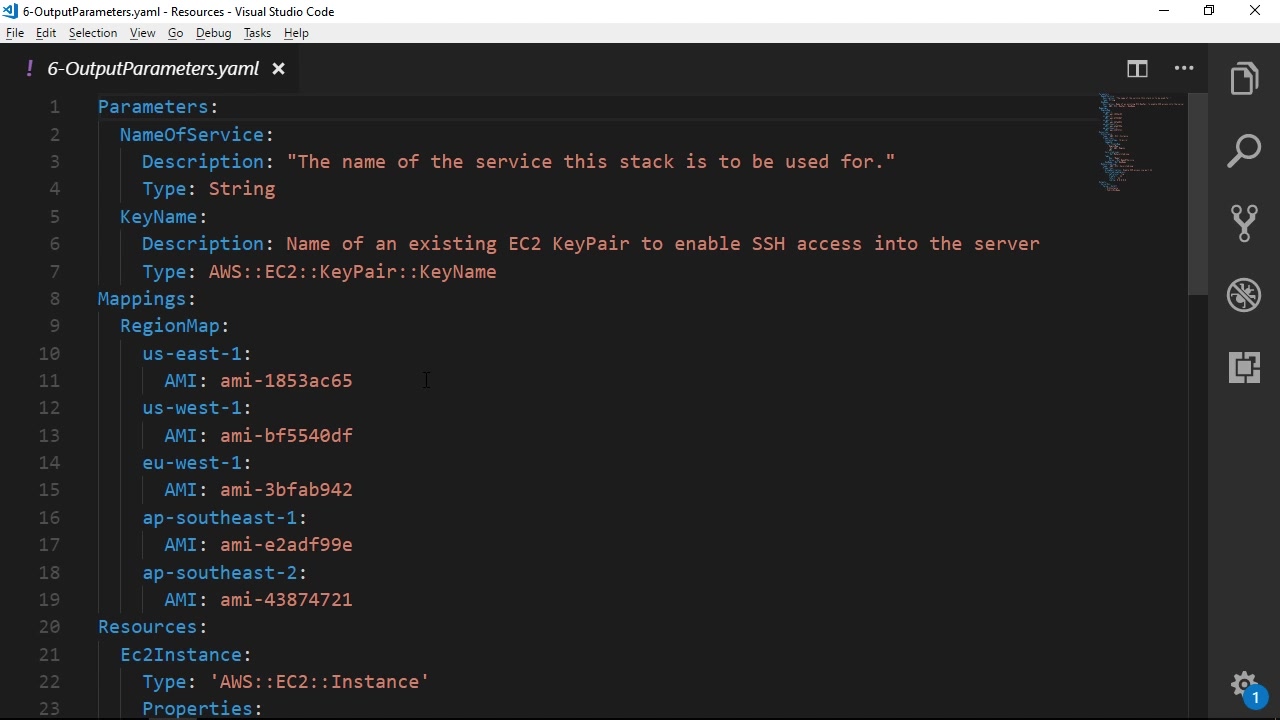 6-OutputParameters.yaml - Resources - Visual Studio Code
File Edit Selection View Go Debug Tasks Help
! 6-OutputParameters.yaml ×
1 Parameters:
2 NameOfService:
3 Description: "The name of the service this stack is to be used for."
4 Type: String
5 KeyName:
6 Description: Name of an existing EC2 KeyPair to enable SSH access into the server
7 Type: AWS::EC2::KeyPair::KeyName
8 Mappings:
9 RegionMap:
10 us-east-1:
11 AMI: ami-1853ac65
12 us-west-1:
13 AMI: ami-bf5540df
14 eu-west-1:
15 AMI: ami-3bfab942
16 ap-southeast-1:
17 AMI: ami-e2adf99e
18 ap-southeast-2:
19 AMI: ami-43874721
20 Resources:
21 Ec2Instance:
22 Type: 'AWS::EC2::Instance'
23 Properties:
1